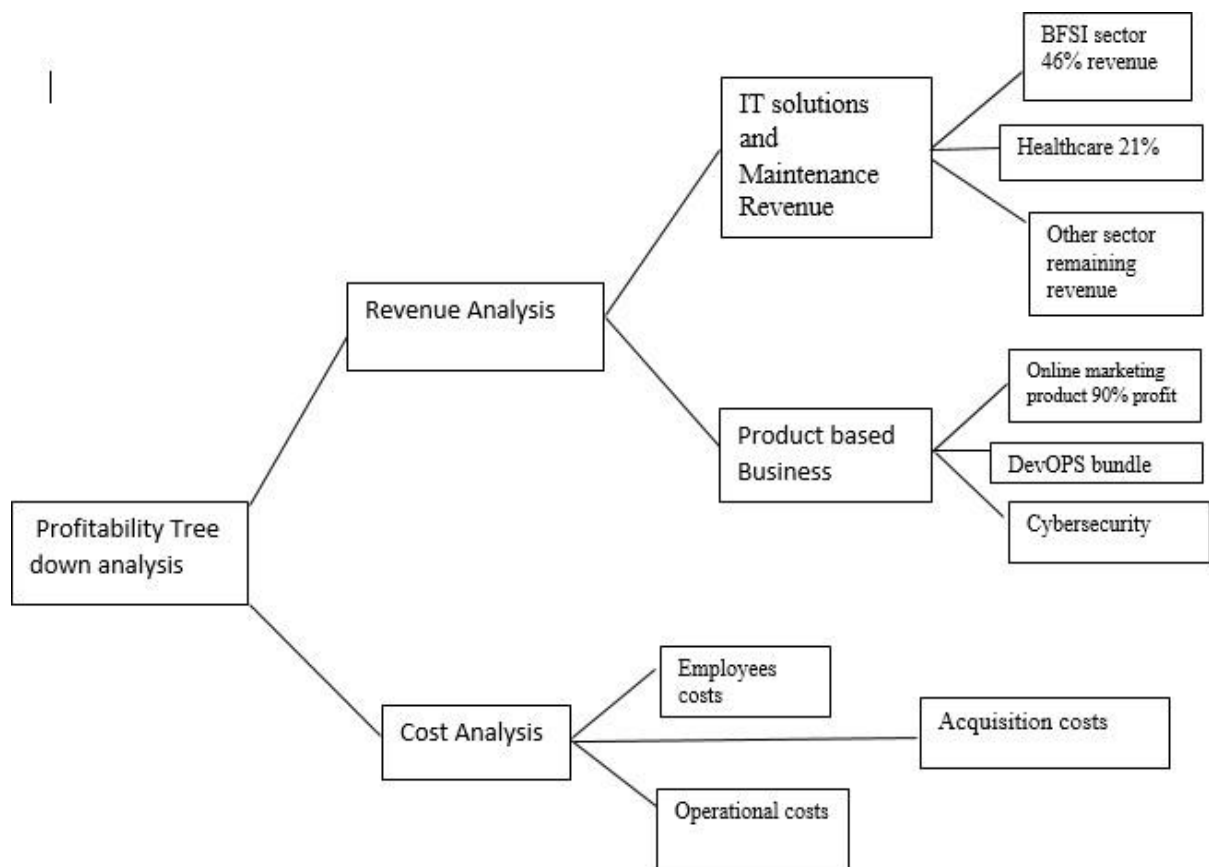 BFSI sector
46% revenue
IT solutions
and
Maintenance
Revenue
Healthcare 21%
Other sector
remaining
revenue
Revenue Analysis
Online marketing
product 90% profit
Product based
Business
DevOPS bundle
Cybersecurity
Profitability Tree
down analysis
Employees
costs
Cost Analysis
Acquisition costs
Operational costs